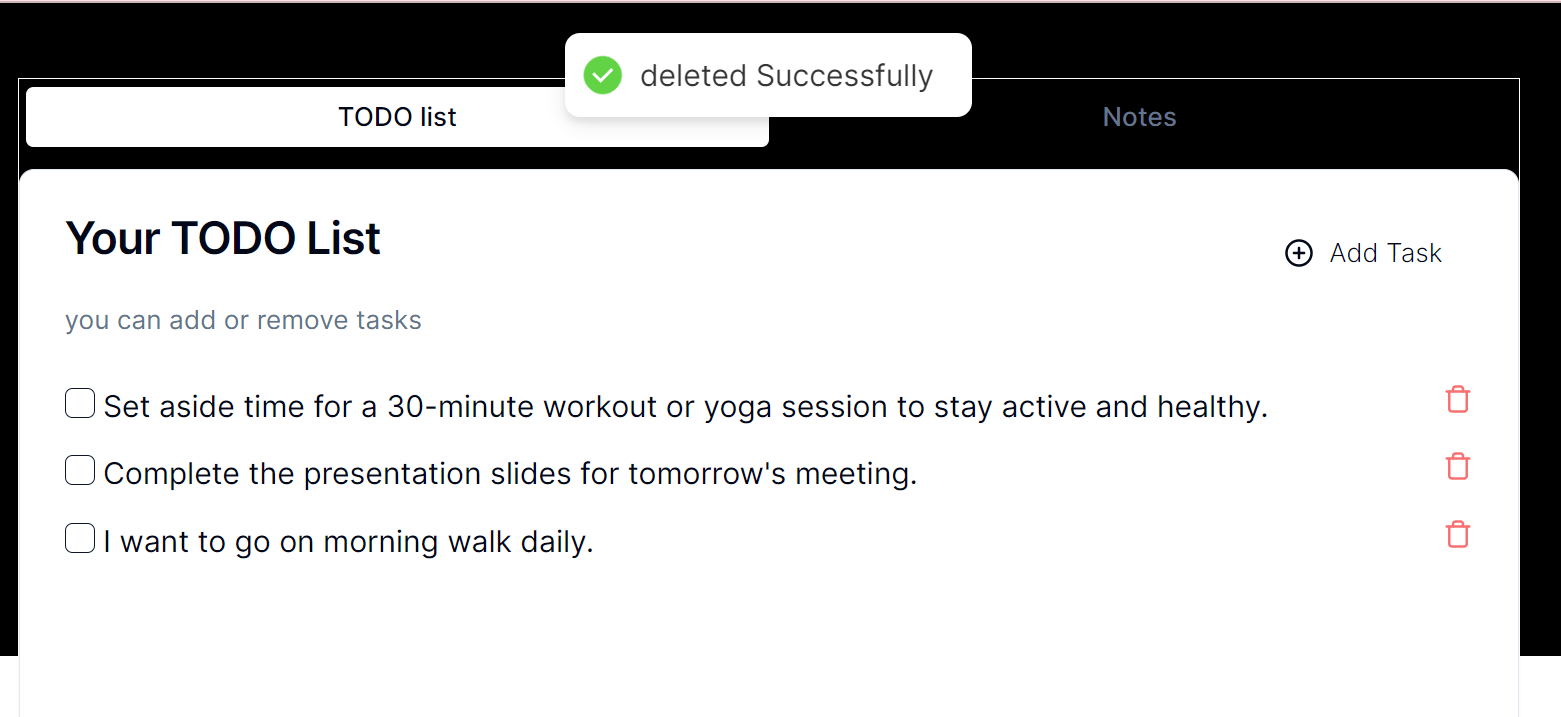 deleted Successfully
TODO list
Notes
Your TODO List
Add Task
you can add or remove tasks
Set aside time for a 30-minute workout or yoga session to stay active and healthy.
Complete the presentation slides for tomorrow's meeting.
I want to go on morning walk daily.